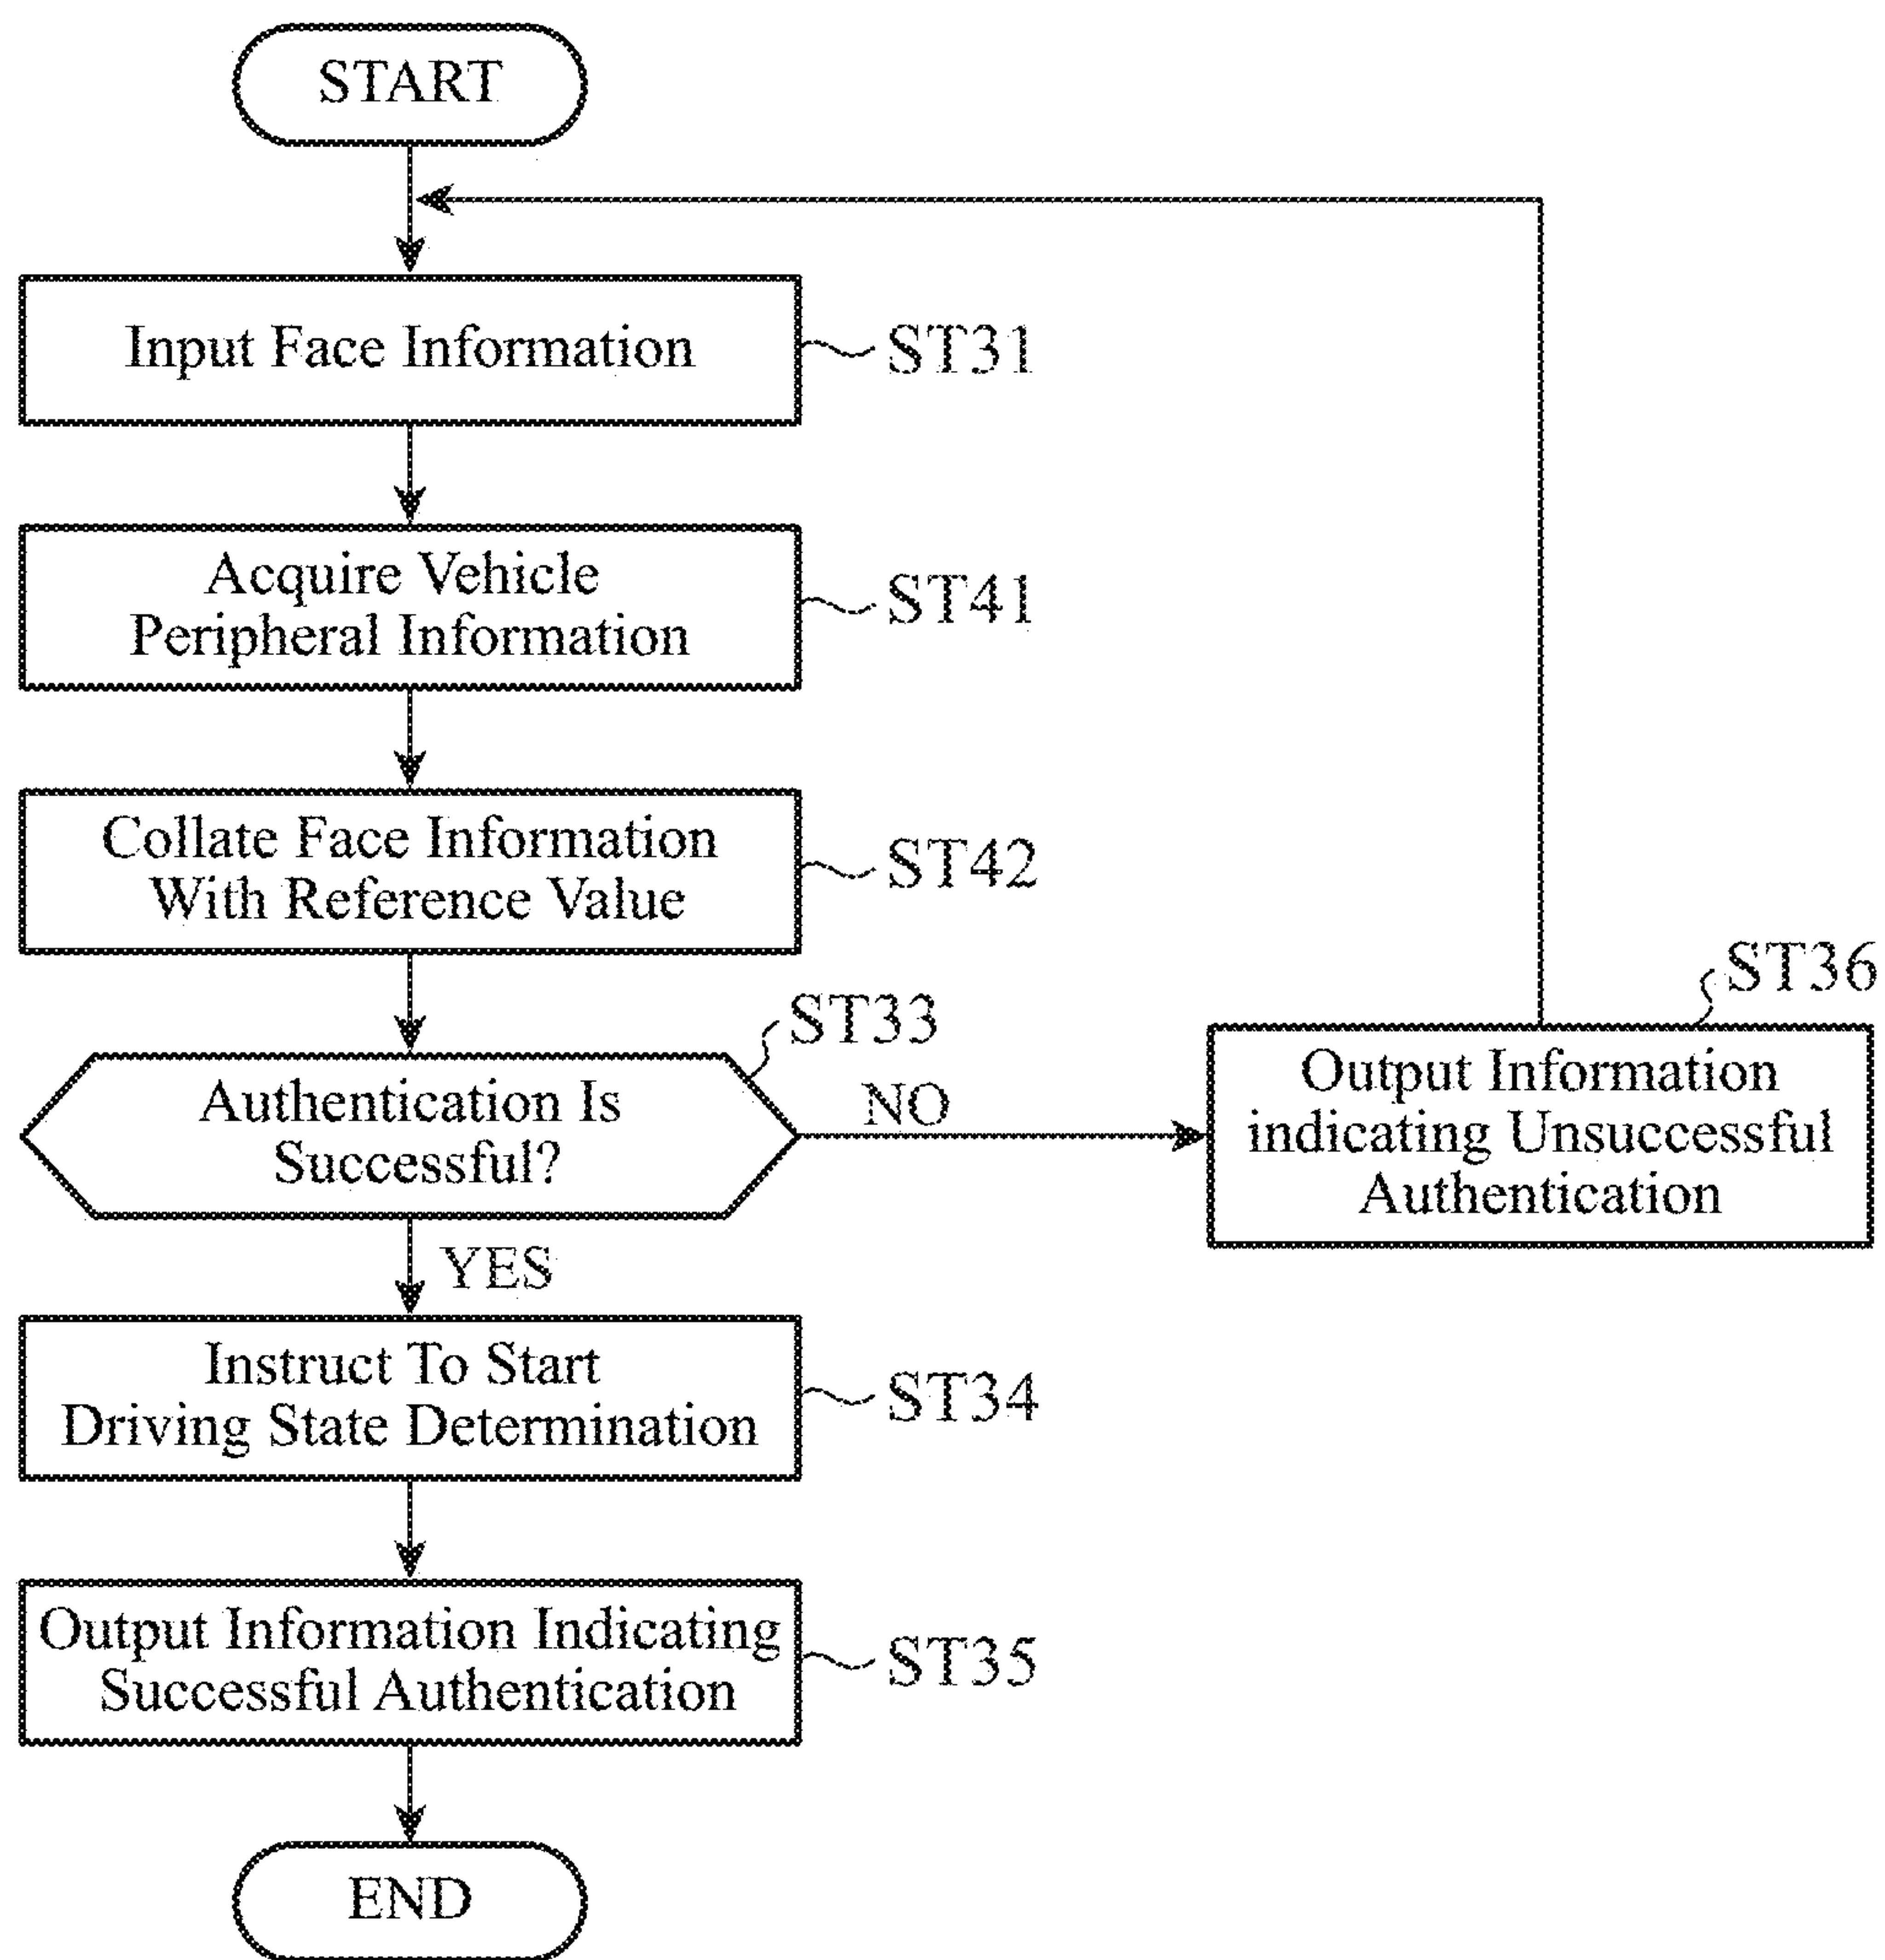 START
Input Face Information
ST31
Acquire Vehicle
Peripheral Information
ST41
Collate Face Information
With Reference Value
ST42
ST33
Authentication Is
Successful?
NO
ST36
Output Information
indicating Unsuccessful
Authentication
YES
Instruct To Start
Driving State Determination
ST34
Output Information Indicating
Successful Authentication
ST35
END